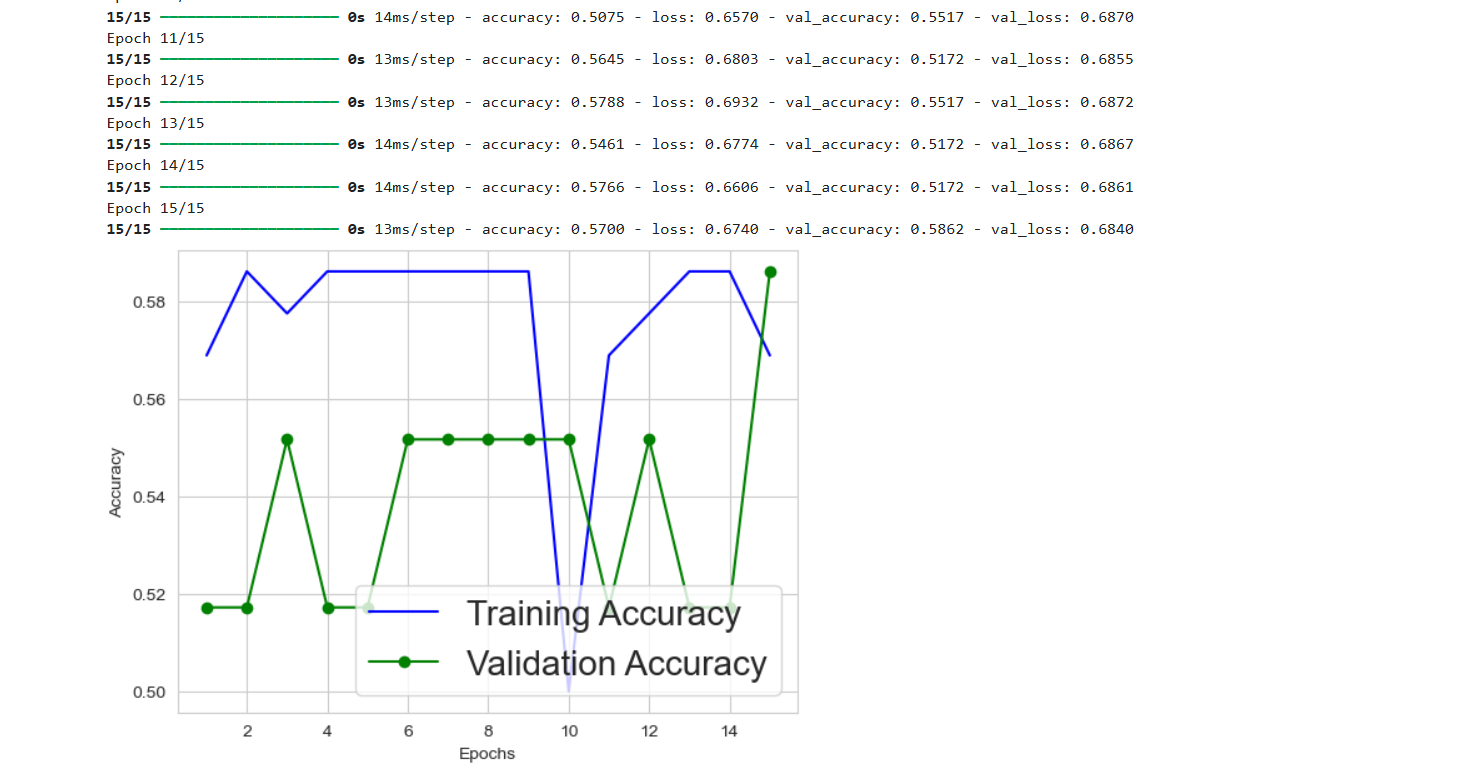 15/15 ━━━━━━━━━━━━━━━━━━━━ 0s 14ms/step - accuracy: 0.5075 - loss: 0.6570 - val_accuracy: 0.5517 - val_loss: 0.6870
Epoch 11/15
15/15 ━━━━━━━━━━━━━━━━━━━━ 0s 13ms/step - accuracy: 0.5645 - loss: 0.6803 - val_accuracy: 0.5172 - val_loss: 0.6855
Epoch 12/15
15/15 ━━━━━━━━━━━━━━━━━━━━ 0s 13ms/step - accuracy: 0.5788 - loss: 0.6932 - val_accuracy: 0.5517 - val_loss: 0.6872
Epoch 13/15
15/15 ━━━━━━━━━━━━━━━━━━━━ 0s 14ms/step - accuracy: 0.5461 - loss: 0.6774 - val_accuracy: 0.5172 - val_loss: 0.6867
Epoch 14/15
15/15 ━━━━━━━━━━━━━━━━━━━━ 0s 14ms/step - accuracy: 0.5766 - loss: 0.6606 - val_accuracy: 0.5172 - val_loss: 0.6861
Epoch 15/15
15/15 ━━━━━━━━━━━━━━━━━━━━ 0s 13ms/step - accuracy: 0.5700 - loss: 0.6740 - val_accuracy: 0.5862 - val_loss: 0.6840
0.58
0.56
0.54
0.52
0.50
Accuracy
Training Accuracy
Validation Accuracy
2 4 6 8 10 12 14
Epochs